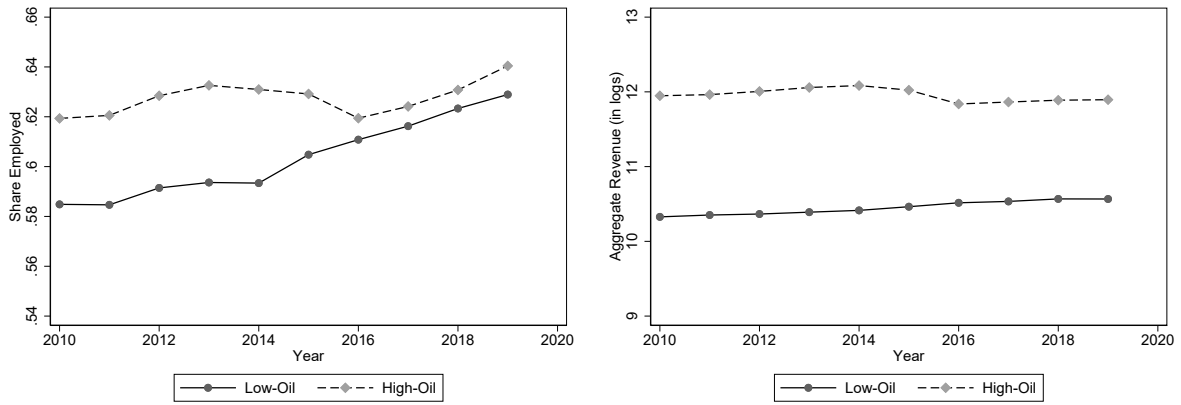 Share Employed
.66
.64
.62
.6
.58
.56
.54
2010 2012 2014 2016 2018 2020
Year
Low-Oil High-Oil
Aggregate Revenue (in logs)
13
12
11
10
9
2010 2012 2014 2016 2018 2020
Year
Low-Oil High-Oil